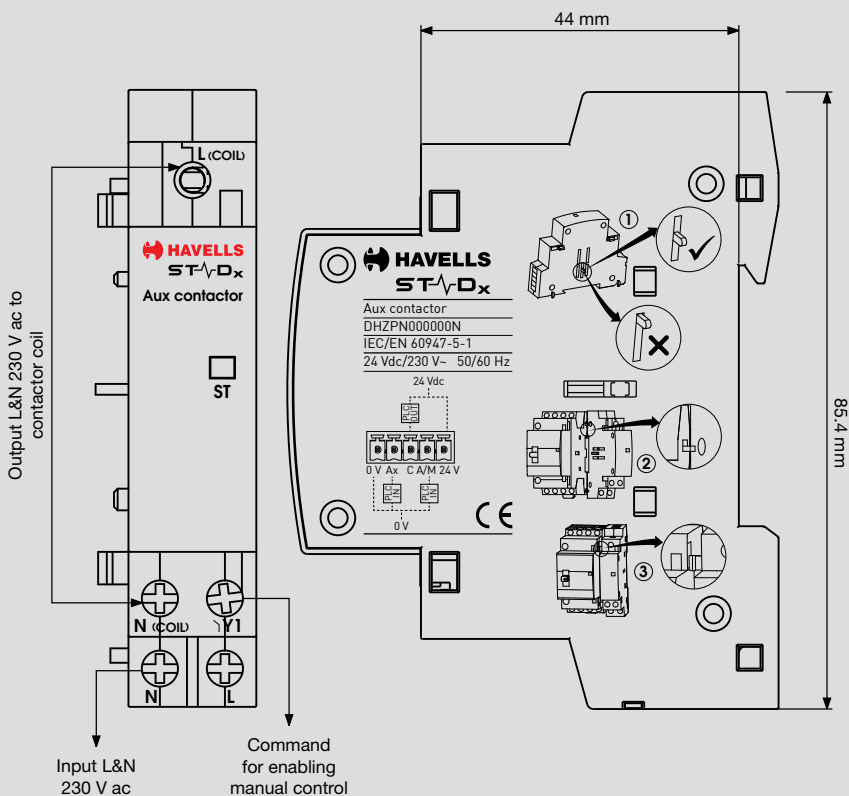 44 mm
85.4 mm
Output L&N 230 V ac to
contactor coil
L (COIL)
HAVELLS
ST Dx
Aux contactor
ST
N (COIL)
Y1
N
L
Input L&N
230 V ac
Command
for enabling
manual control
HAVELLS
ST Dx
Aux contactor
DHZPN000000N
IEC/EN 60947-5-1
24 Vdc/230 V~ 50/60 Hz
24 Vdc
PLC
OUT
0 V Ax C A/M 24 V
PLC
IN
PLC
IN
0 V
CE
1
2
3